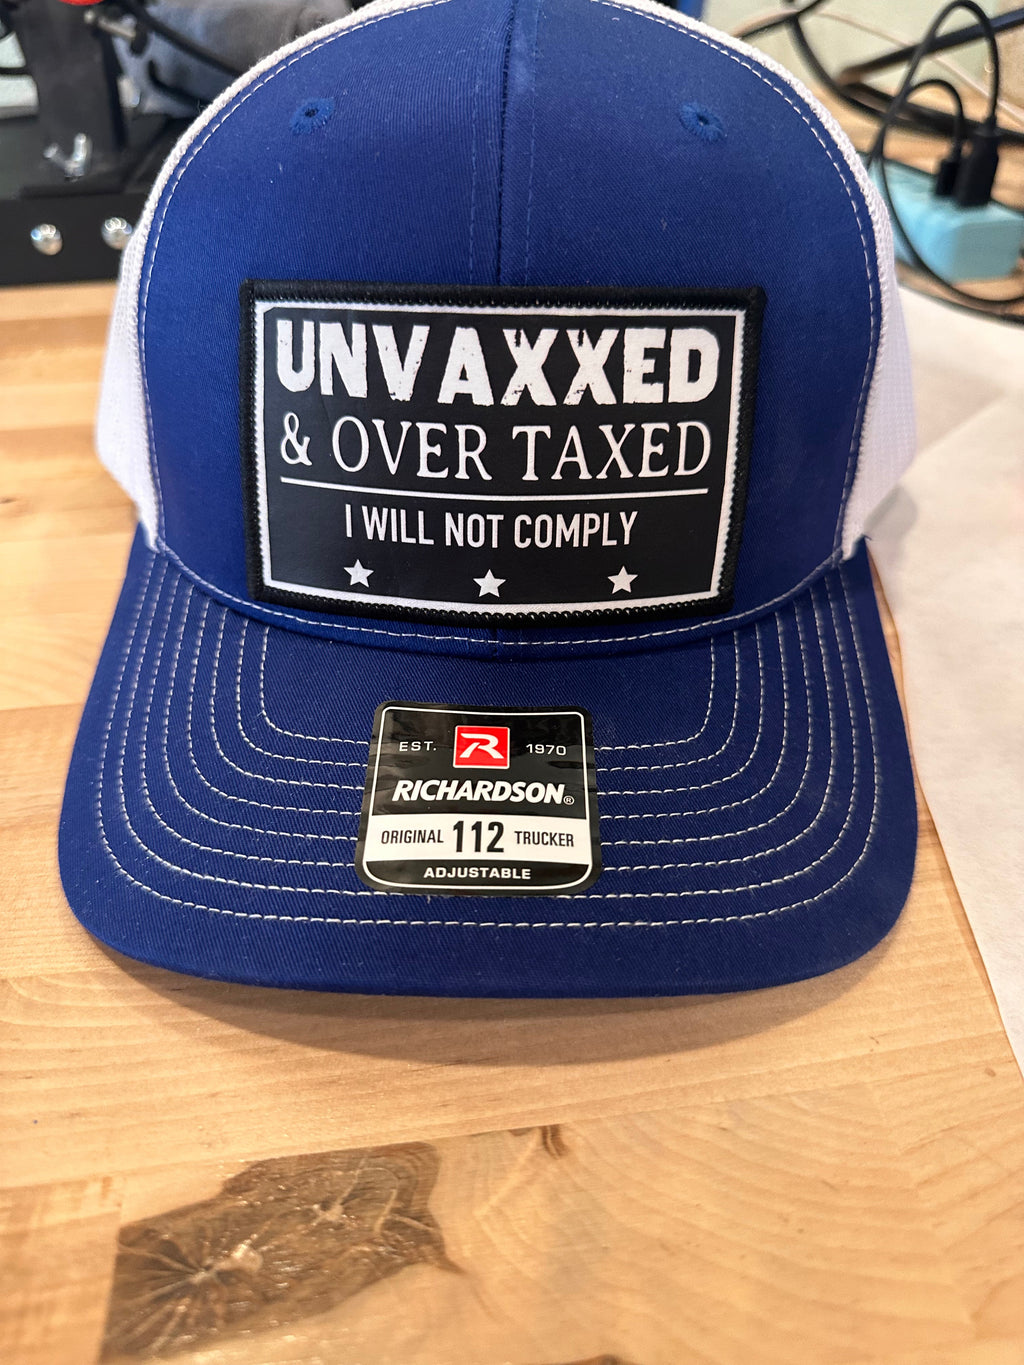 UNVAXXED
& OVER TAXED
I WILL NOT COMPLY
EST. R 1970
RICHARDSON®
ORIGINAL 112 TRUCKER
ADJUSTABLE